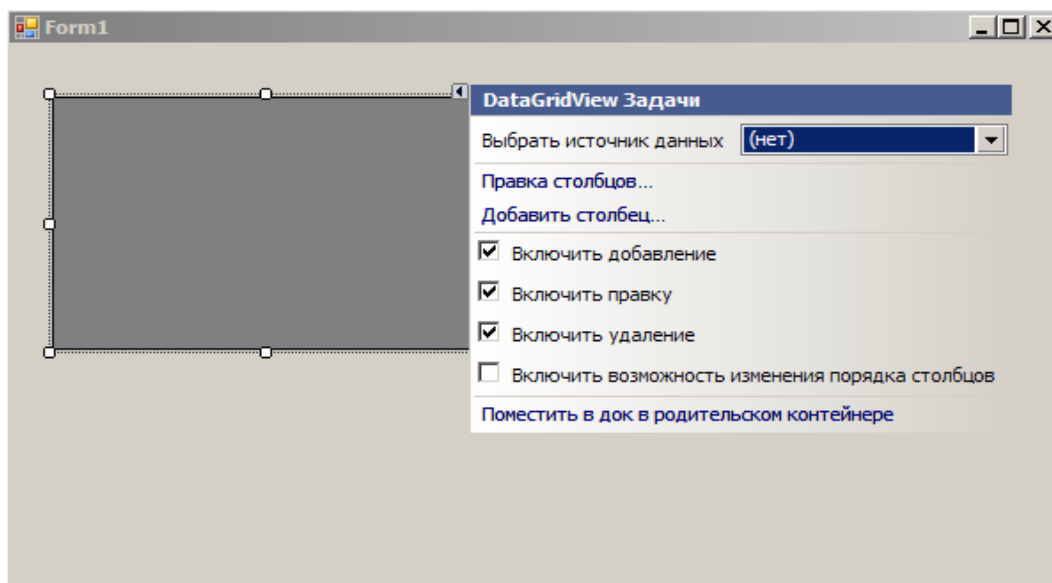 Form1
DataGridView Задачи
Выбрать источник данных (нет)
Правка столбцов...
Добавить столбец...
Включить добавление
Включить правку
Включить удаление
Включить возможность изменения порядка столбцов
Поместить в док в родительском контейнере